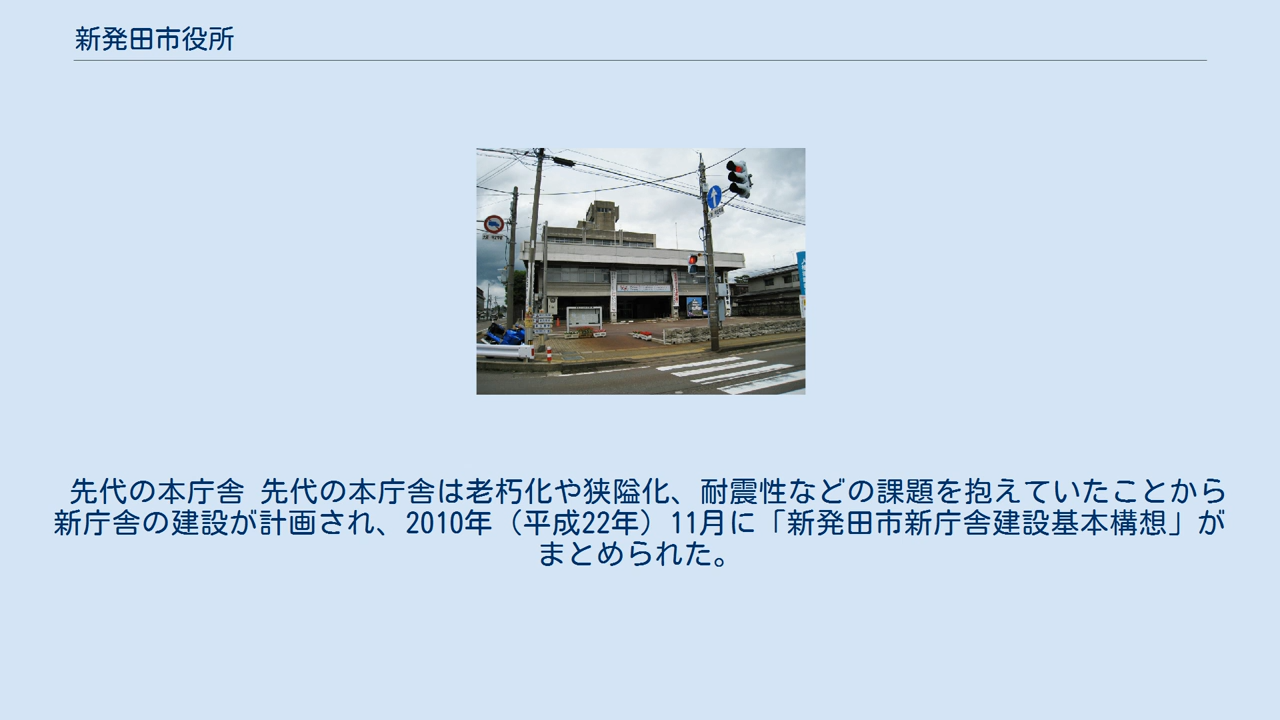 新発田市役所
先代の本庁舎 先代の本庁舎は老朽化や狭隘化、耐震性などの課題を抱えていたことから
新庁舎の建設が計画され、2010年（平成22年）11月に「新発田市新庁舎建設基本構想」が
まとめられた。